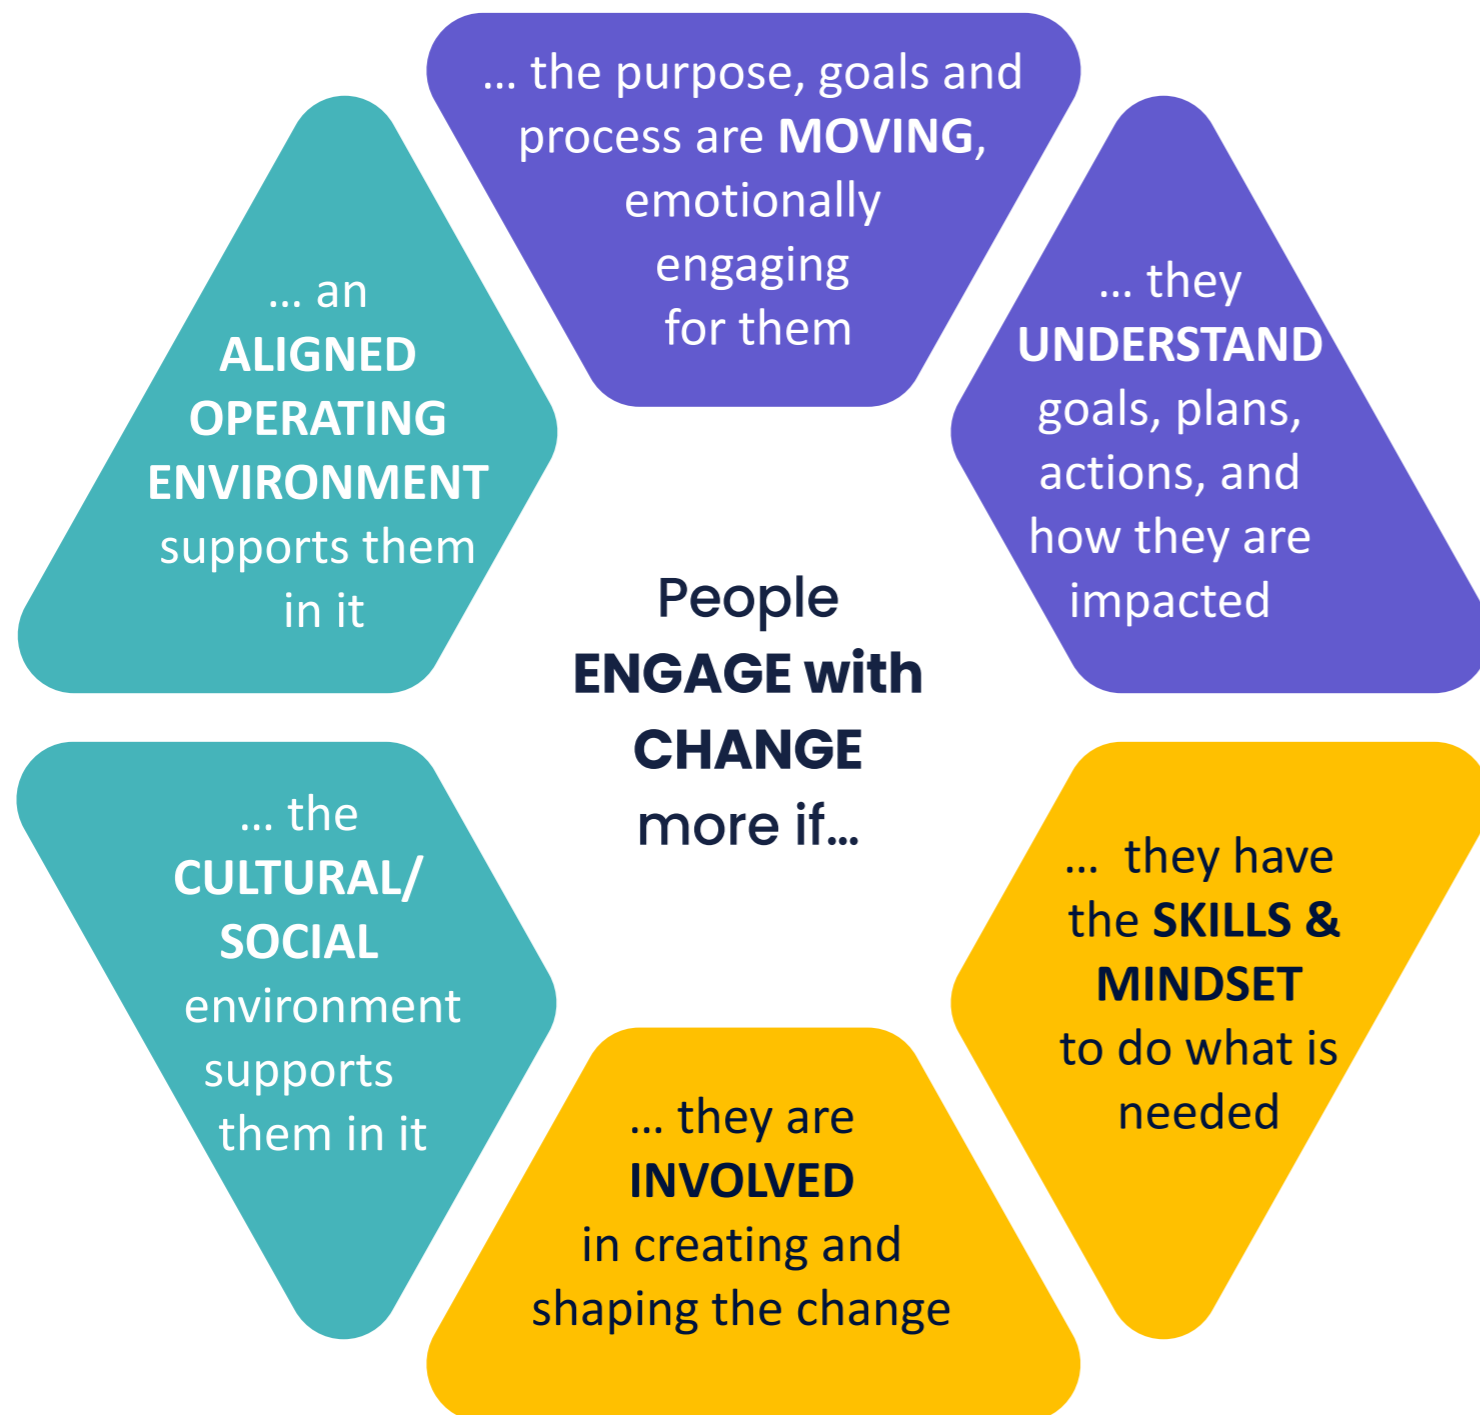 … the purpose, goals and
process are MOVING,
emotionally
engaging
for them
… they
UNDERSTAND
goals, plans,
actions, and
how they are
impacted
… they have
the SKILLS &
MINDSET
to do what is
needed
… they are
INVOLVED
in creating and
shaping the change
… the
CULTURAL/
SOCIAL
environment
supports
them in it
… an
ALIGNED
OPERATING
ENVIRONMENT
supports them
in it
People
ENGAGE with
CHANGE
more if…